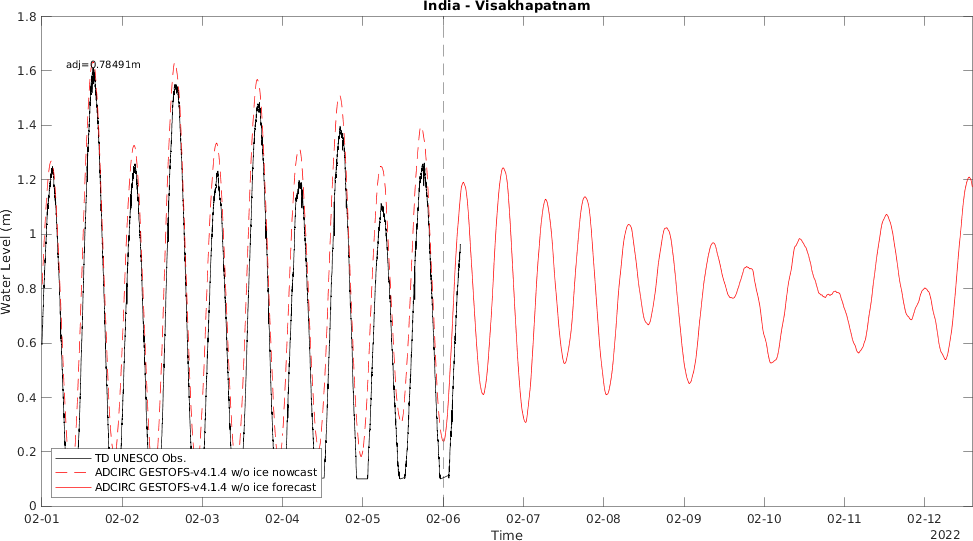 India - Visakhapatnam
1.8
1.6
1.4
1.2
1
0.8
0.6
0.4
0.2
0
Water Level (m)
adj=0.78491m
TD UNESCO Obs.
ADCIRC GESTOFS-v4.1.4 w/o ice nowcast
ADCIRC GESTOFS-v4.1.4 w/o ice forecast
02-01 02-02 02-03 02-04 02-05 02-06 02-07 02-08 02-09 02-10 02-11 02-12
Time
2022